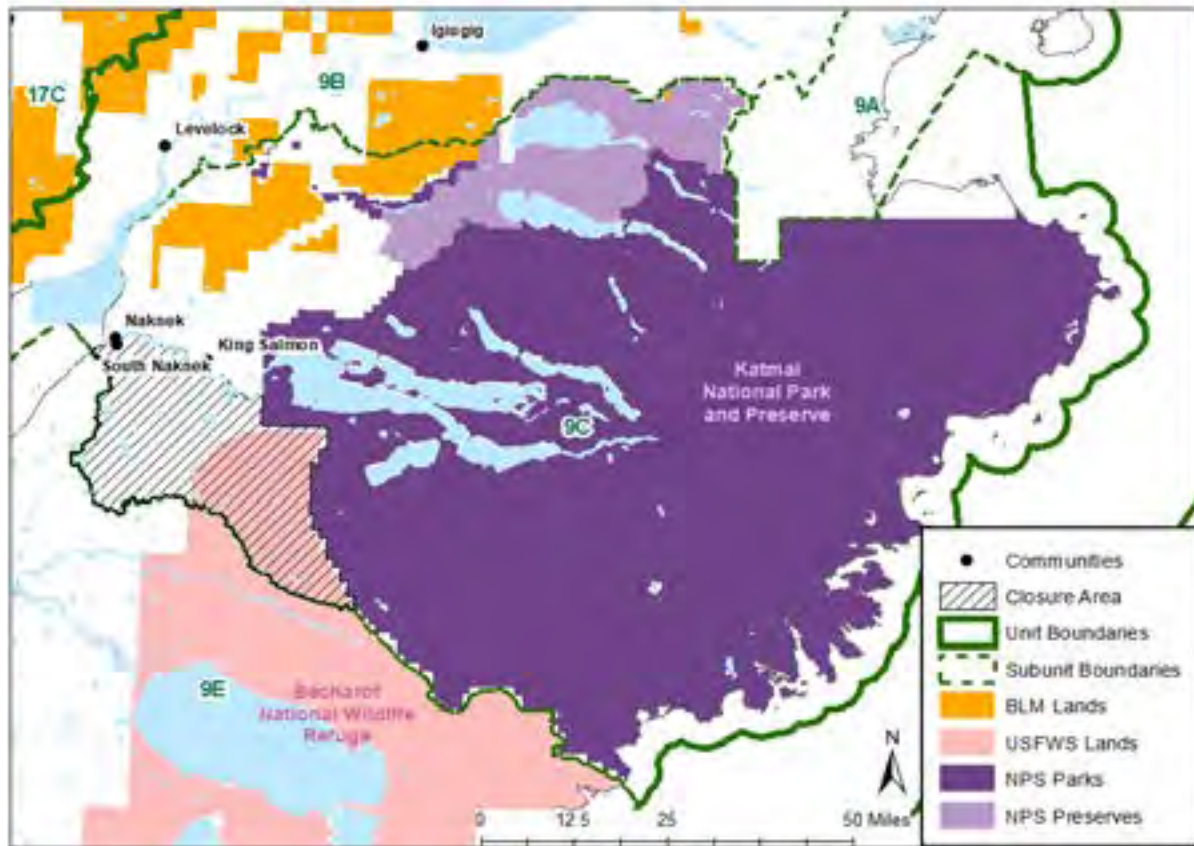 Igiugig
17C
9B
9A
Levelock
Naknek
King Salmon
South Naknek
Katmai
National Park
and Preserve
9C
9E
Becharof
National Wildlife
Refuge
N
0 12.5 25 50 Miles
Communities
Closure Area
Unit Boundaries
Subunit Boundaries
BLM Lands
USFWS Lands
NPS Parks
NPS Preserves